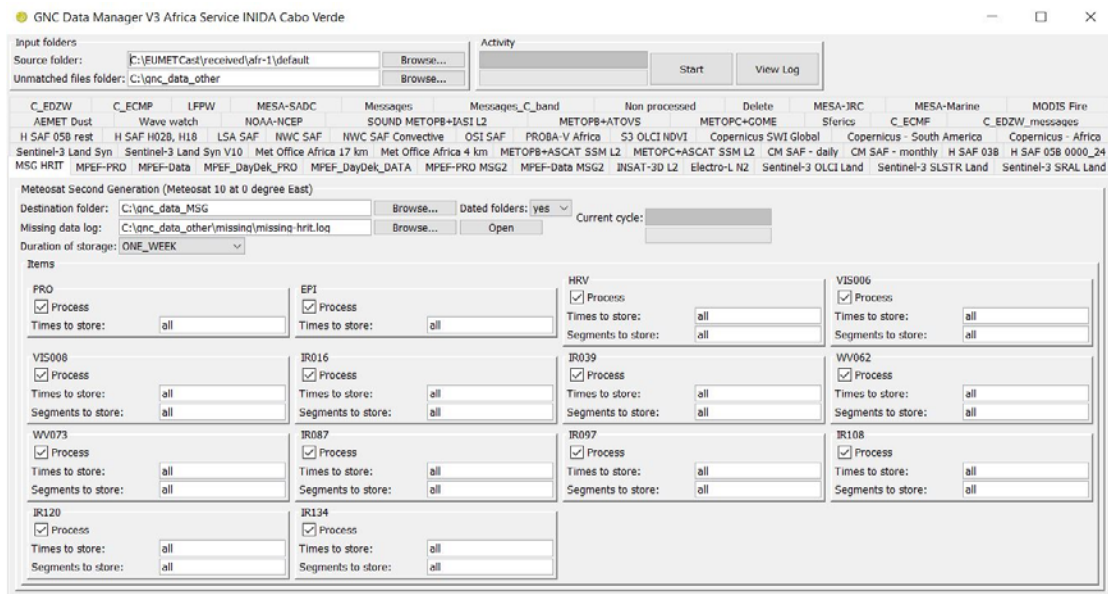 GNC Data Manager V3 Africa Service INIDA Cabo Verde
Input folders
Source folder: C:\EUMETCast\received\afr-1\default Browse...
Unmatched files folder: C:\gnc_data_other Browse...
Activity
Start View Log
C_EDZW C_ECMP LFPW MESA-SADC Messages Messages_C_band Non processed Delete MESA-JRC MESA-Marine MODIS Fire
AEMET Dust Wave watch NOAA-NCEP SOUND METOPB+IASI L2 METOPB+ATOVS METOPC+GOME Sferics C_ECMF C_EDZW_messages
H SAF 05B rest H SAF H028, H18 LSA SAF NWC SAF NWC SAF Convective OSI SAF PROBA-V Africa S3 OLCI NDVI Copernicus SWI Global Copernicus - South America Copernicus - Africa
Sentinel-3 Land Syn Sentinel-3 Land Syn V10 Met Office Africa 17 km Met Office Africa 4 km METOPB+ASCAT SSM L2 METOPC+ASCAT SSM L2 CM SAF - daily CM SAF - monthly H SAF 03B H SAF 05B 0000_24
MSG HRIT MPEF-PRO MPEF-Data MPEF_DayDek_PRO MPEF_DayDek_DATA MPEF-PRO MSG2 MPEF-Data MSG2 INSAT-3D L2 Electro-L N2 Sentinel-3 OLCI Land Sentinel-3 SLSTR Land Sentinel-3 SRAL Land
Meteosat Second Generation (Meteosat 10 at 0 degree East)
Destination folder: C:\gnc_data_MSG Browse... Dated folders: yes Current cycle:
Missing data log: C:\gnc_data_other\missing\missing-hrit.log Browse... Open
Duration of storage: ONE_WEEK
Items
PRO EPI HRV VIS006
Process Process Process Process
Times to store: all Times to store: all Times to store: all Times to store: all
Segments to store: all Segments to store: all
VIS008 IR016 IR039 WV062
Process Process Process Process
Times to store: all Times to store: all Times to store: all Times to store: all
Segments to store: all Segments to store: all Segments to store: all Segments to store: all
WV073 IR087 IR097 IR108
Process Process Process Process
Times to store: all Times to store: all Times to store: all Times to store: all
Segments to store: all Segments to store: all Segments to store: all Segments to store: all
IR120 IR134
Process Process
Times to store: all Times to store: all
Segments to store: all Segments to store: all